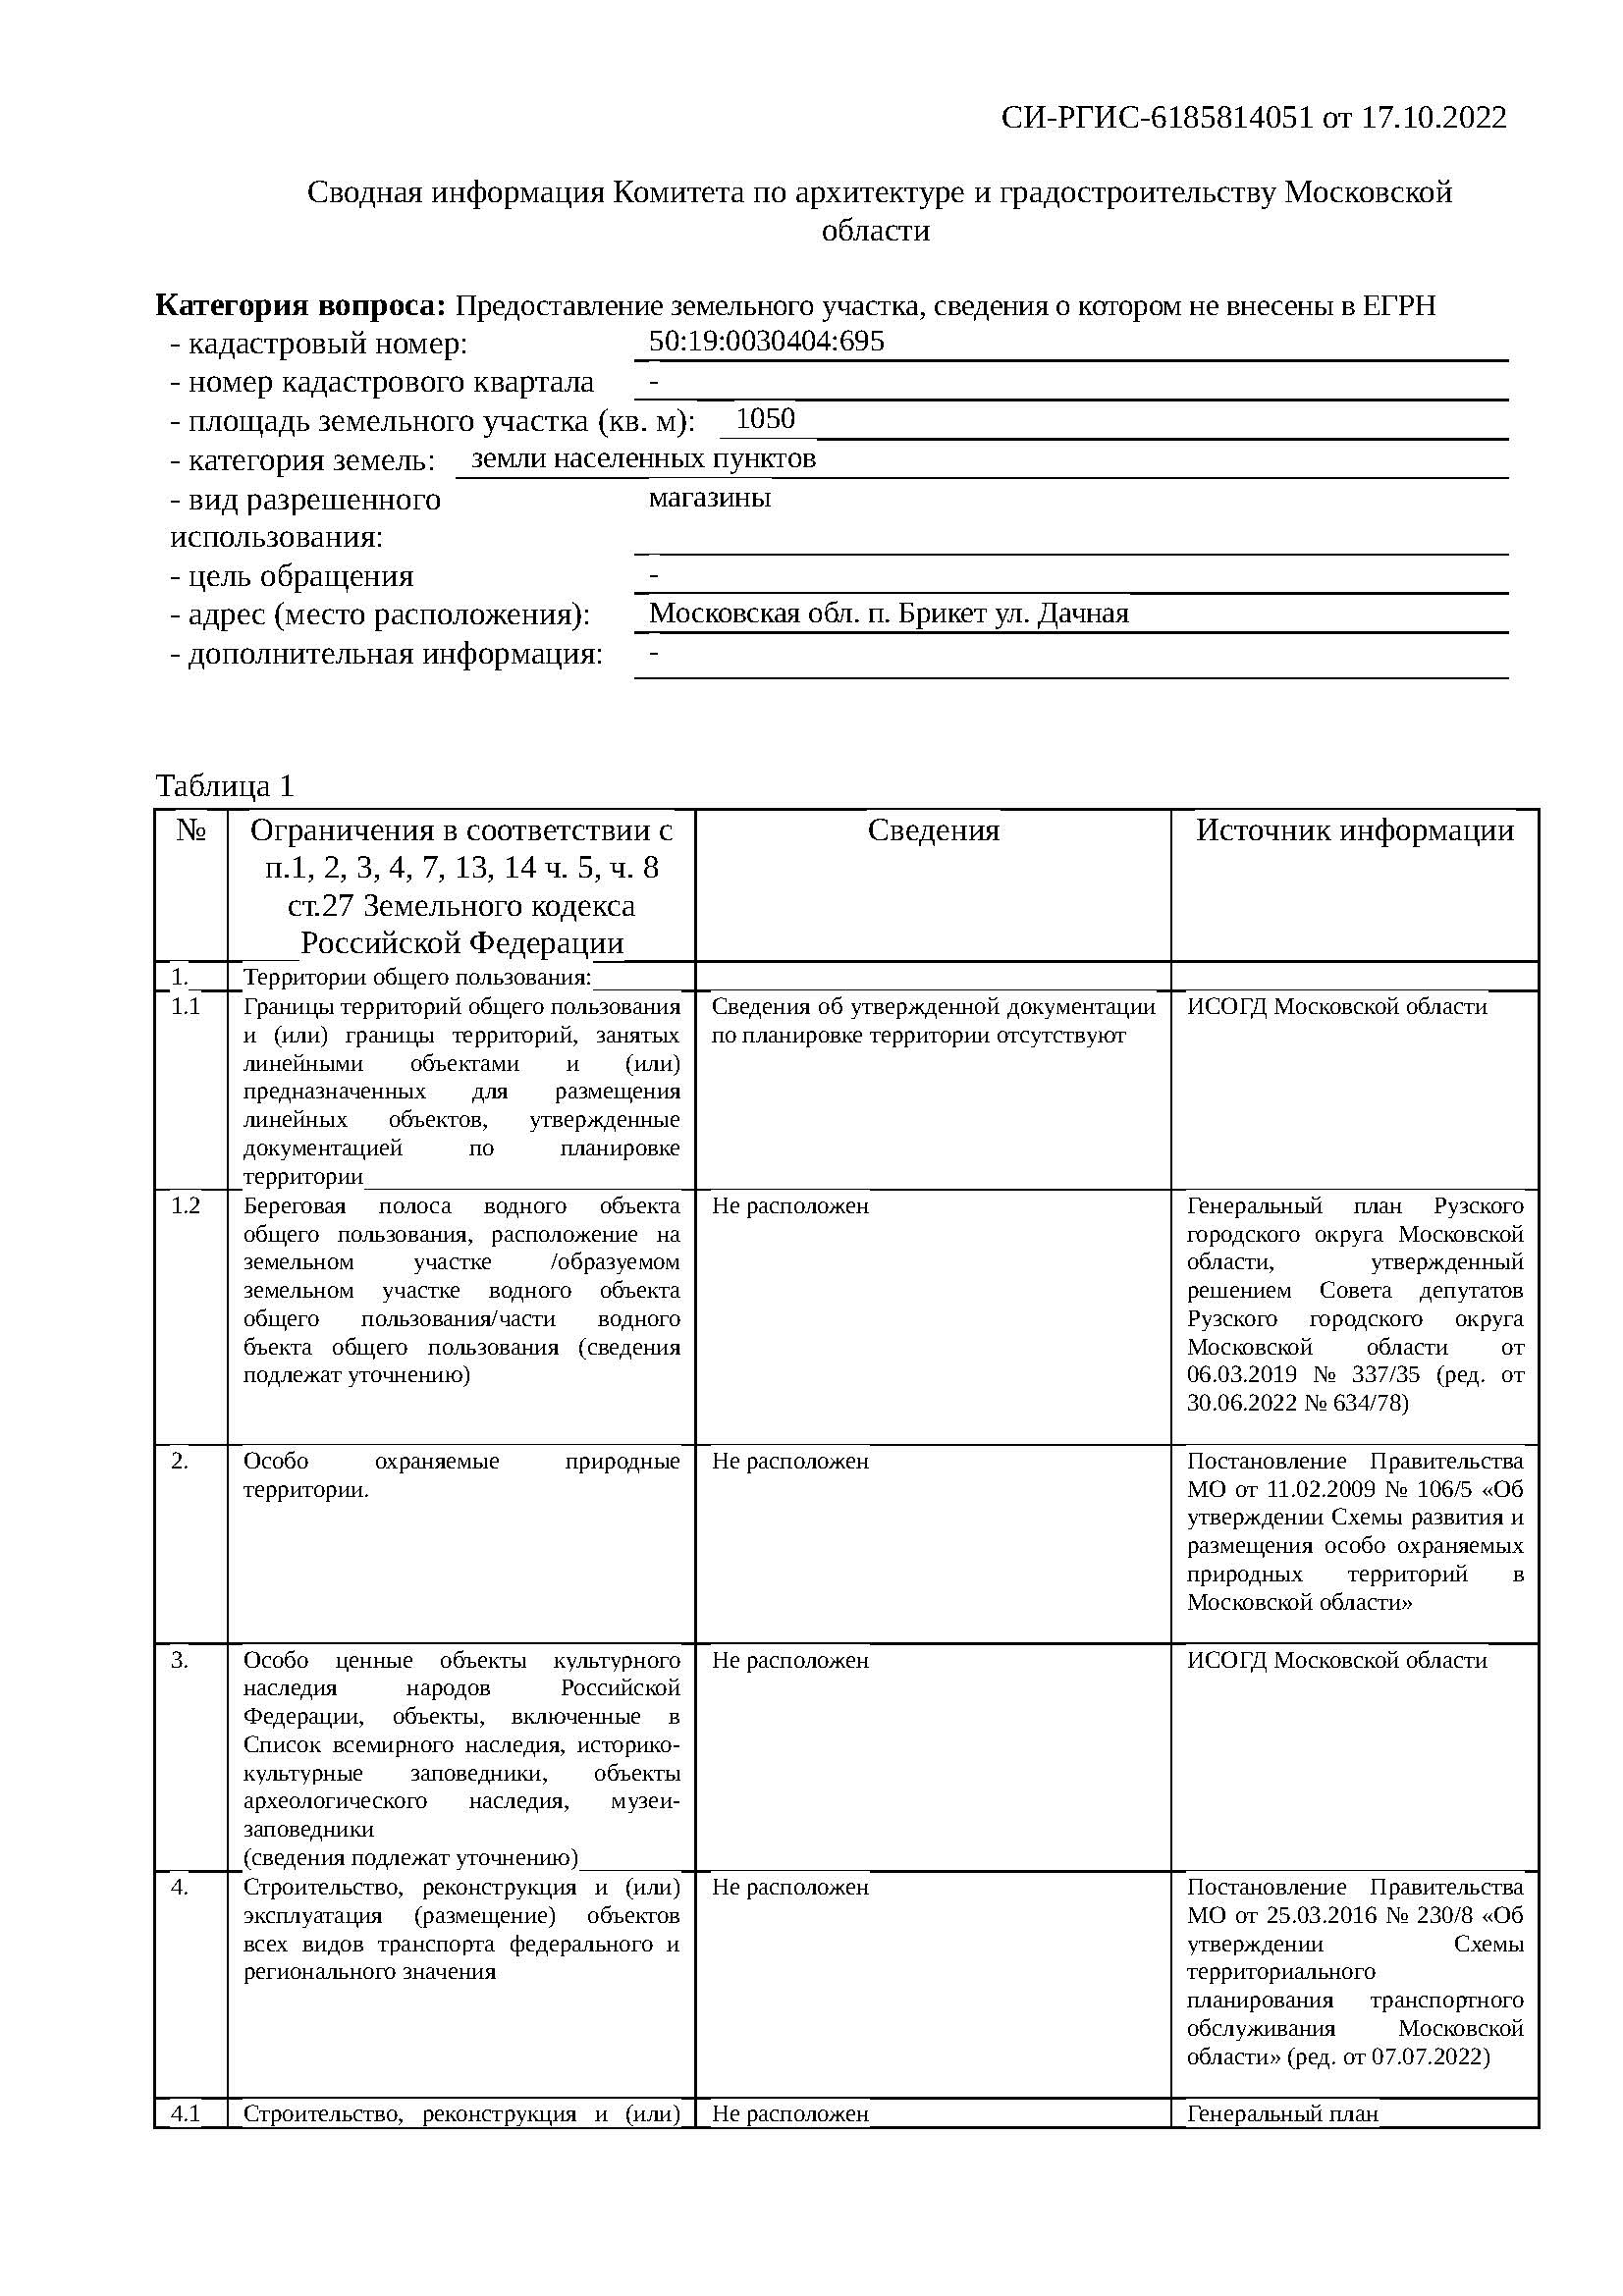 СИ-РГИС-6185814051 от 17.10.2022
Сводная информация Комитета по архитектуре и градостроительству Московской
области
Категория вопроса: Предоставление земельного участка, сведения о котором не внесены в ЕГРН
- кадастровый номер: 50:19:0030404:695
- номер кадастрового квартала -
- площадь земельного участка (кв. м): 1050
- категория земель: земли населенных пунктов
- вид разрешенного магазины
использования:
- цель обращения -
- адрес (место расположения): Московская обл. п. Брикет ул. Дачная
- дополнительная информация: -
Таблица 1
№
Ограничения в соответствии с
п.1, 2, 3, 4, 7, 13, 14 ч. 5, ч. 8
ст.27 Земельного кодекса
Российской Федерации
Сведения
Источник информации
1.
Территории общего пользования:
1.1
Границы территорий общего пользования
и (или) границы территорий, занятых
линейными объектами и (или)
предназначенных для размещения
линейных объектов, утвержденные
документацией по планировке
территории
Сведения об утвержденной документации
по планировке территории отсутствуют
ИСОГД Московской области
1.2
Береговая полоса водного объекта
общего пользования, расположение на
земельном участке /образуемом
земельном участке водного объекта
общего пользования/части водного
бъекта общего пользования (сведения
подлежат уточнению)
Не расположен
Генеральный план Рузского
городского округа Московской
области, утвержденный
решением Совета депутатов
Рузского городского округа
Московской области от
06.03.2019 № 337/35 (ред. от
30.06.2022 № 634/78)
2.
Особо охраняемые природные
территории.
Не расположен
Постановление Правительства
МО от 11.02.2009 № 106/5 «Об
утверждении Схемы развития и
размещения особо охраняемых
природных территорий в
Московской области»
3.
Особо ценные объекты культурного
наследия народов Российской
Федерации, объекты, включенные в
Список всемирного наследия, историко-
культурные заповедники, объекты
археологического наследия, музеи-
заповедники
(сведения подлежат уточнению)
Не расположен
ИСОГД Московской области
4.
Строительство, реконструкция и (или)
эксплуатация (размещение) объектов
всех видов транспорта федерального и
регионального значения
Не расположен
Постановление Правительства
МО от 25.03.2016 № 230/8 «Об
утверждении Схемы
территориального
планирования транспортного
обслуживания Московской
области» (ред. от 07.07.2022)
4.1
Строительство, реконструкция и (или)
Не расположен
Генеральный план